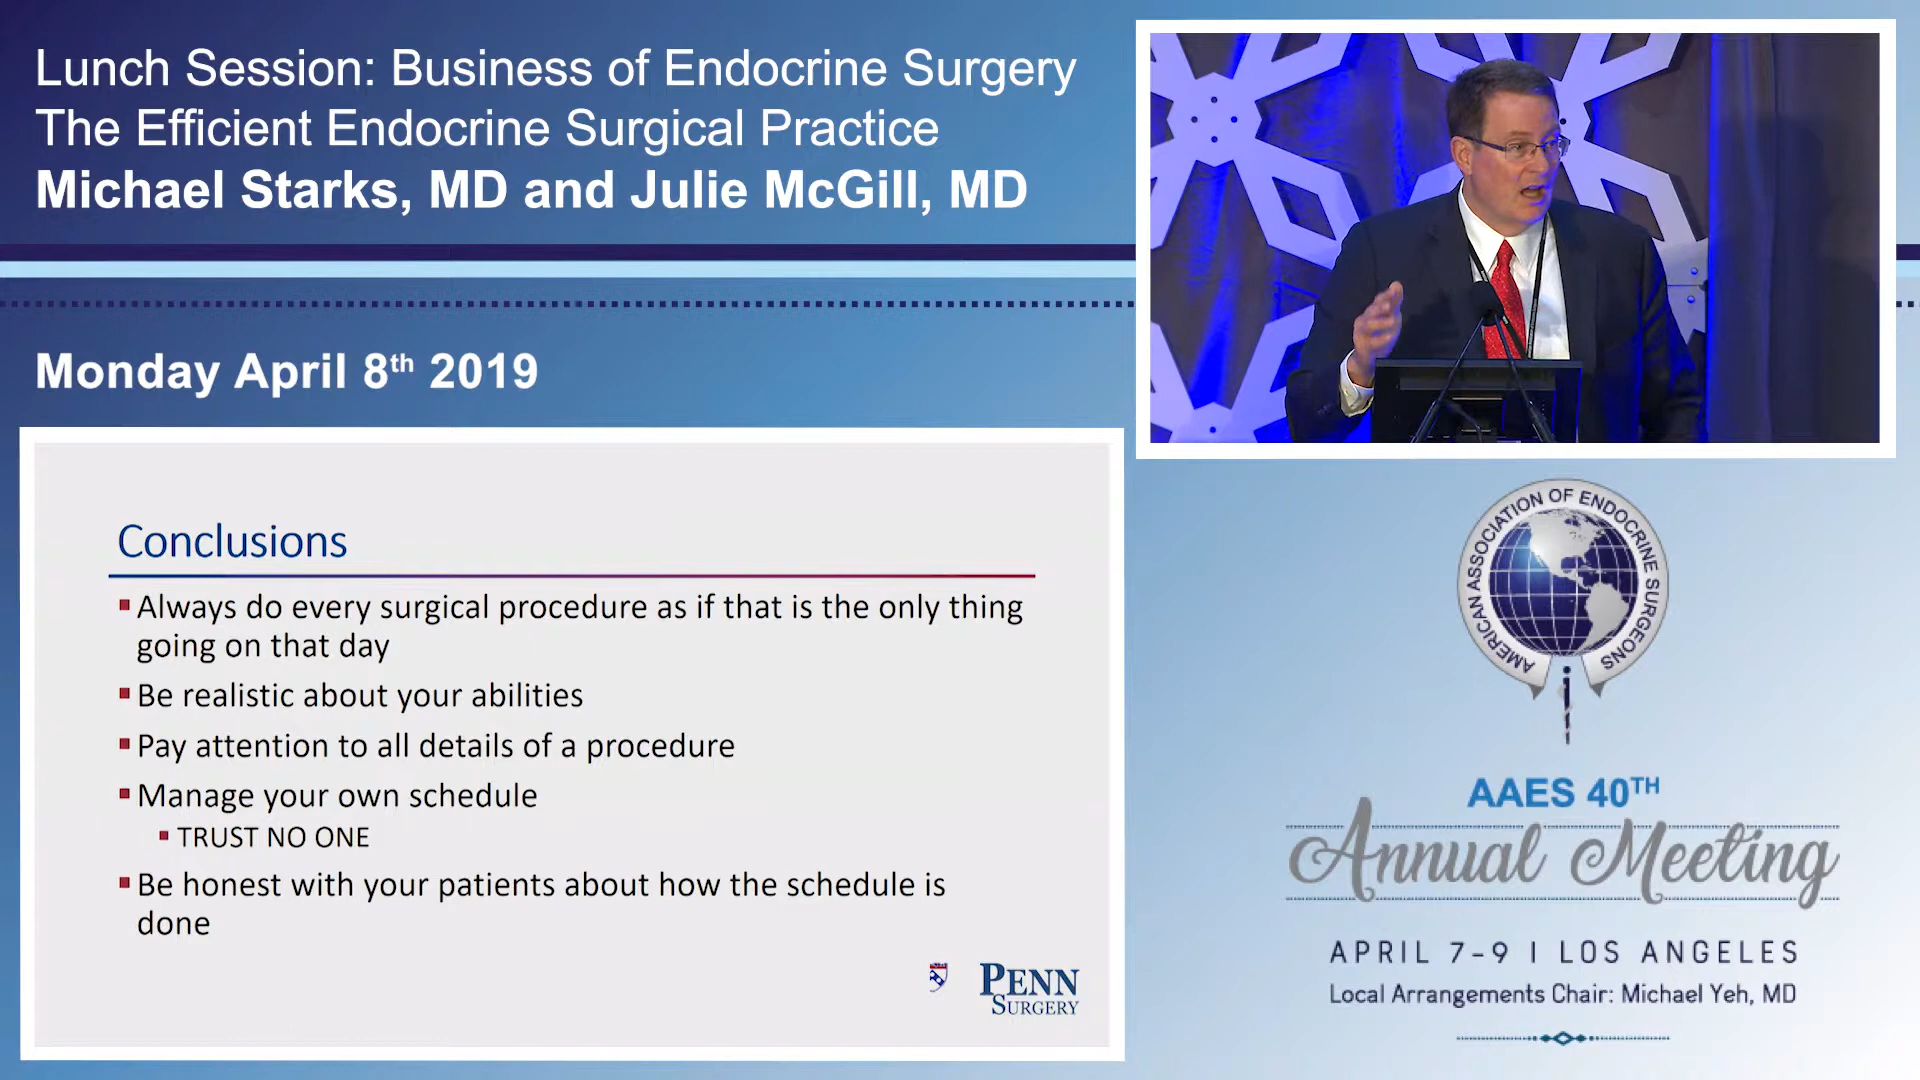 Lunch Session: Business of Endocrine Surgery
The Efficient Endocrine Surgical Practice
Michael Starks, MD and Julie McGill, MD
Monday April 8th 2019
Conclusions
Always do every surgical procedure as if that is the only thing
going on that day
Be realistic about your abilities
Pay attention to all details of a procedure
Manage your own schedule
TRUST NO ONE
Be honest with your patients about how the schedule is
done
PENN
SURGERY
AMERICAN ASSOCIATION OF ENDOCRINE SURGEONS
AAES 40TH
Annual Meeting
APRIL 7-9 | LOS ANGELES
Local Arrangements Chair: Michael Yeh, MD